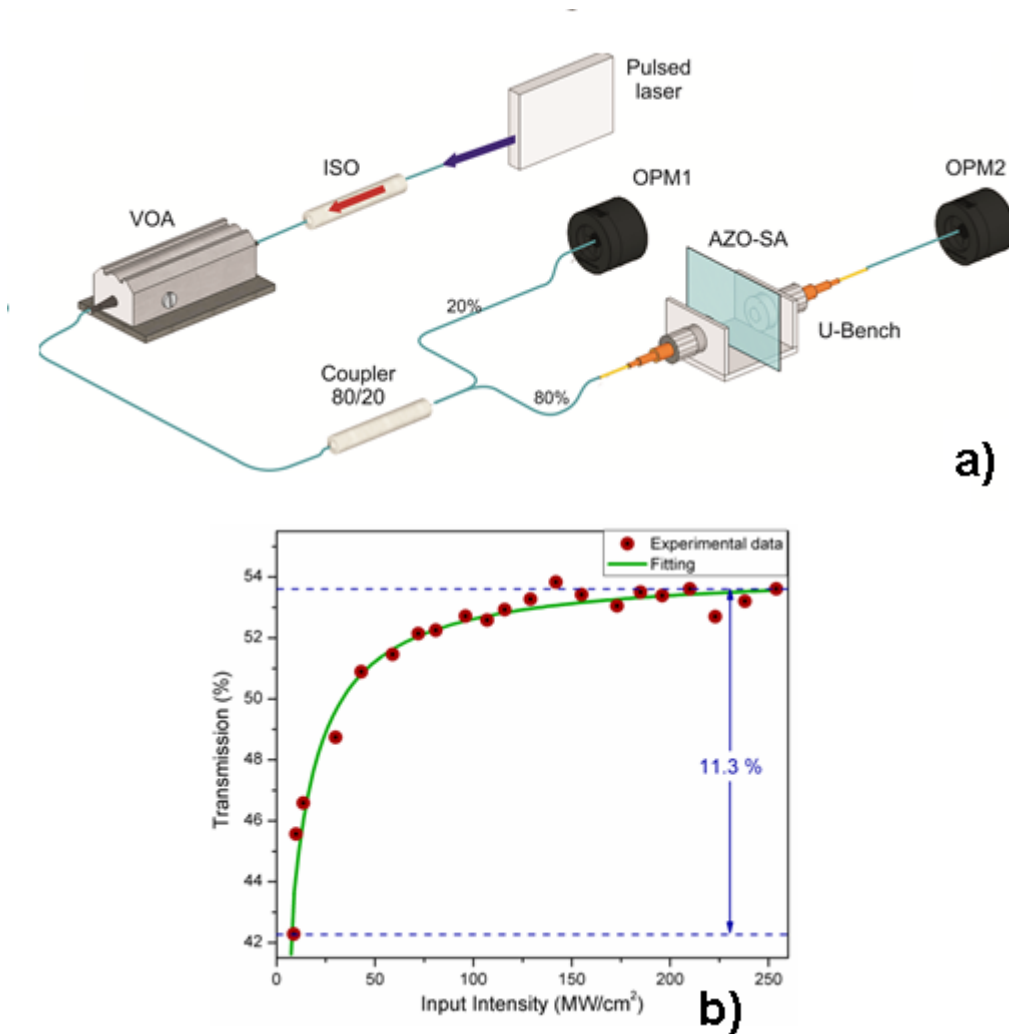 Pulsed
laser
ISO
OPM1
OPM2
VOA
AZO-SA
20%
U-Bench
Coupler
80/20
80%
a)
Experimental data
Fitting
54
52
50
48
46
44
42
11.3 %
Transmission (%)
0
50
100
150
200
250
Input Intensity (MW/cm²)
b)